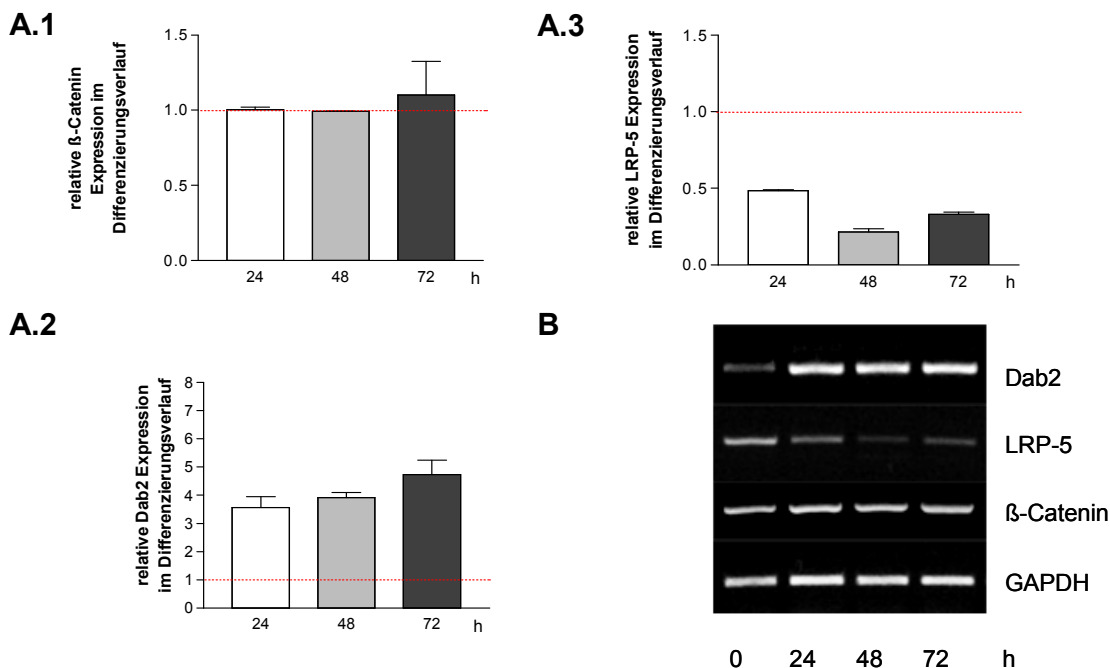 A.1
relative ß-Catenin
Expression im
Differenzierungsverlauf
1.5
1.0
0.5
0.0
24 48 72 h
A.3
relative LRP-5 Expression
im Differenzierungsverlauf
1.5
1.0
0.5
0.0
24 48 72 h
A.2
relative Dab2 Expression
im Differenzierungsverlauf
8
7
6
5
4
3
2
1
0
24 48 72 h
B
Dab2
LRP-5
ß-Catenin
GAPDH
0 24 48 72 h